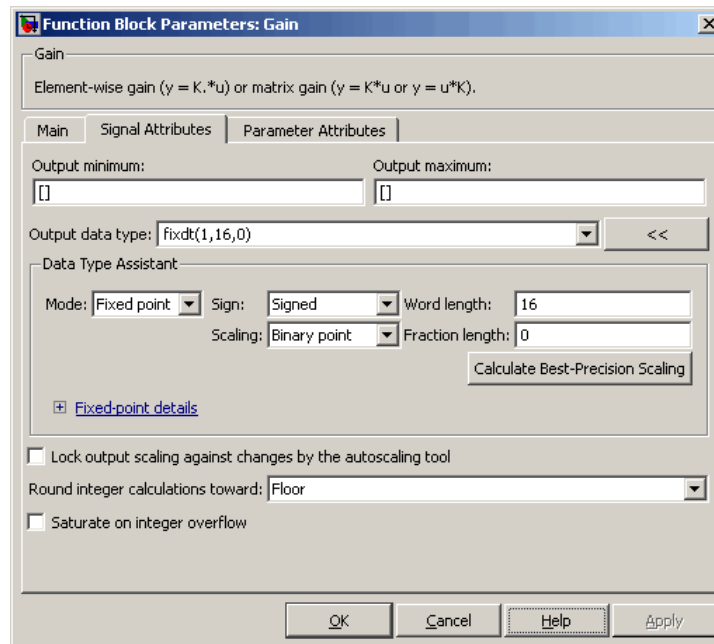 Function Block Parameters: Gain
Gain
Element-wise gain (y = K.*u) or matrix gain (y = K*u or y = u*K).
Main Signal Attributes Parameter Attributes
Output minimum: Output maximum:
[] []
Output data type: fixdt(1,16,0) <<
Data Type Assistant
Mode: Fixed point Sign: Signed Word length: 16
Scaling: Binary point Fraction length: 0
Calculate Best-Precision Scaling
Fixed-point details
Lock output scaling against changes by the autoscaling tool
Round integer calculations toward: Floor
Saturate on integer overflow
OK Cancel Help Apply